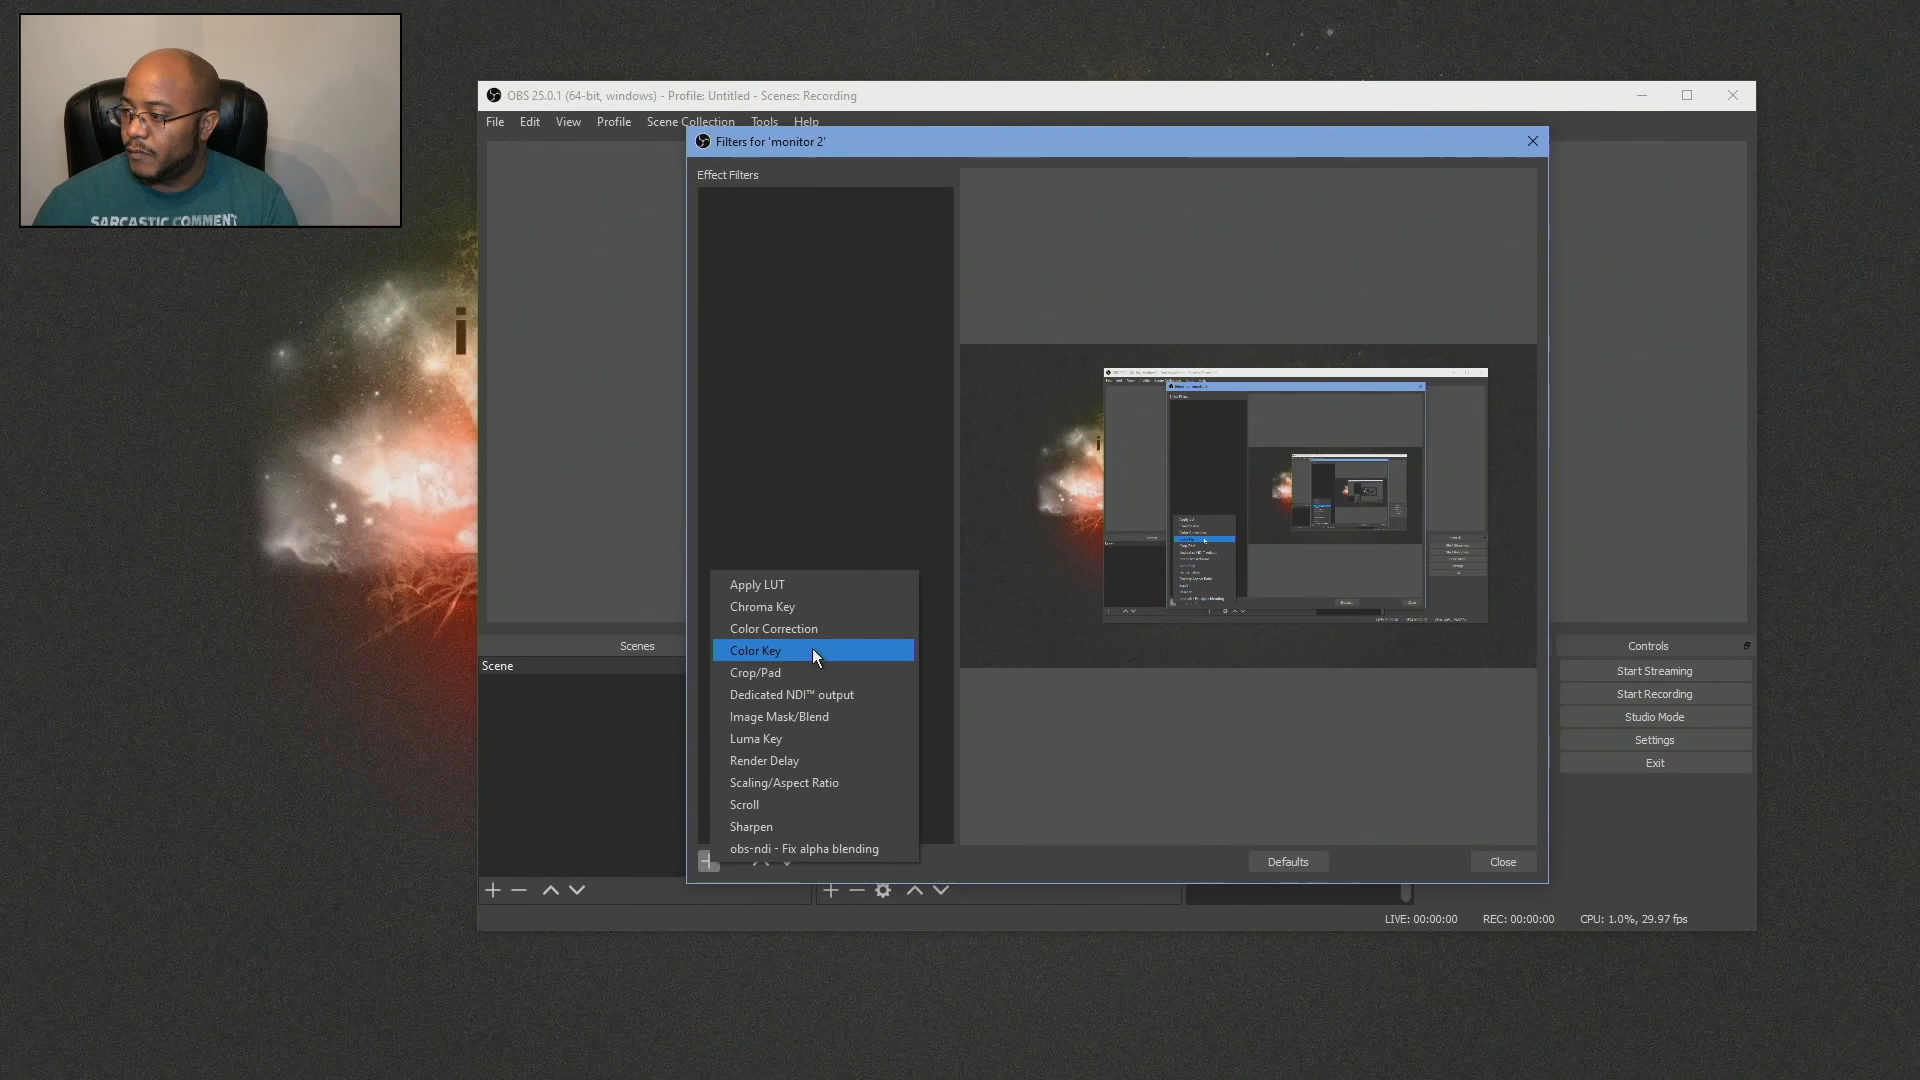 SARCASTIC COMMENT
OBS 25.0.1 (64-bit, windows) - Profile: Untitled - Scenes: Recording
File Edit View Profile Scene Collection Tools Help
Filters for 'monitor 2'
Effect Filters
i
Apply LUT
Chroma Key
Color Correction
Color Key
Crop/Pad
Dedicated NDI™ output
Image Mask/Blend
Luma Key
Render Delay
Scaling/Aspect Ratio
Scroll
Sharpen
obs-ndi - Fix alpha blending
Defaults
Close
Scenes
Scene
Controls
Start Streaming
Start Recording
Studio Mode
Settings
Exit
LIVE: 00:00:00 REC: 00:00:00 CPU: 1.0%, 29.97 fps